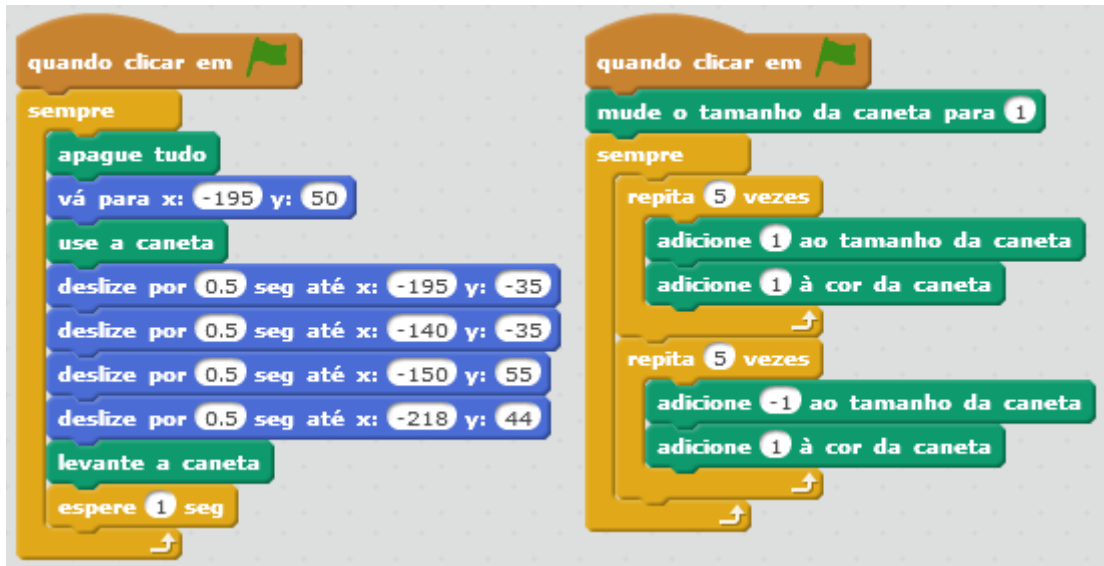 quando clicar em
sempre
apague tudo
vá para x: -195 y: 50
use a caneta
deslize por 0.5 seg até x: -195 y: -35
deslize por 0.5 seg até x: -140 y: -35
deslize por 0.5 seg até x: -150 y: 55
deslize por 0.5 seg até x: -218 y: 44
levante a caneta
espere 1 seg
quando clicar em
mude o tamanho da caneta para 1
sempre
repita 5 vezes
adicione 1 ao tamanho da caneta
adicione 1 à cor da caneta
repita 5 vezes
adicione -1 ao tamanho da caneta
adicione 1 à cor da caneta